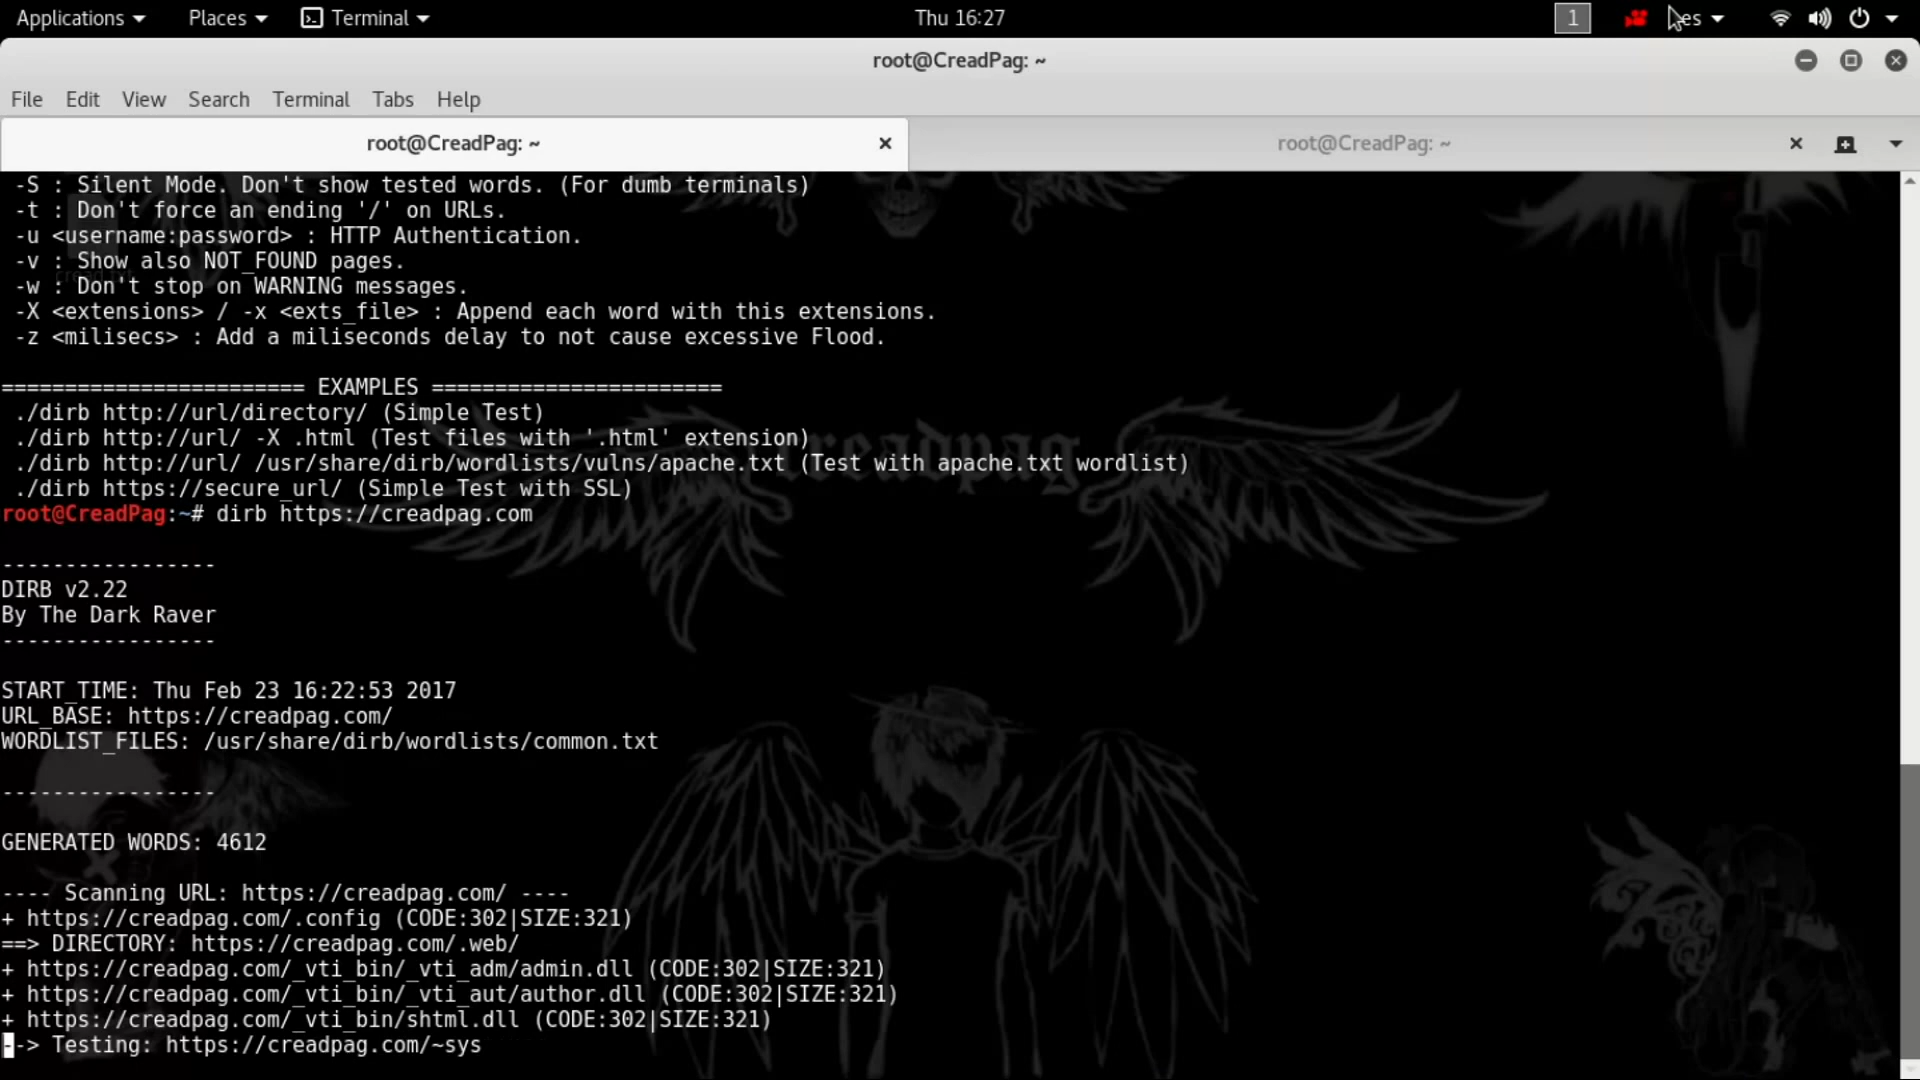 Applications Places Terminal Thu 16:27 1
root@CreadPag: ~
File Edit View Search Terminal Tabs Help
root@CreadPag: ~ root@CreadPag: ~
-S : Silent Mode. Don't show tested words. (For dumb terminals)
-t : Don't force an ending '/' on URLs.
-u <username:password> : HTTP Authentication.
-v : Show also NOT_FOUND pages.
-w : Don't stop on WARNING messages.
-X <extensions> / -x <exts_file> : Append each word with this extensions.
-z <milisecs> : Add a miliseconds delay to not cause excessive Flood.
======================== EXAMPLES =======================
./dirb http://url/directory/ (Simple Test)
./dirb http://url/ -X .html (Test files with '.html' extension)
./dirb http://url/ /usr/share/dirb/wordlists/vulns/apache.txt (Test with apache.txt wordlist)
./dirb https://secure_url/ (Simple Test with SSL)
creadpag
root@CreadPag:~# dirb https://creadpag.com
-----------------
DIRB v2.22
By The Dark Raver
-----------------
START_TIME: Thu Feb 23 16:22:53 2017
URL_BASE: https://creadpag.com/
WORDLIST_FILES: /usr/share/dirb/wordlists/common.txt
-----------------
GENERATED WORDS: 4612
---- Scanning URL: https://creadpag.com/ ----
+ https://creadpag.com/.config (CODE:302|SIZE:321)
==> DIRECTORY: https://creadpag.com/.web/
+ https://creadpag.com/_vti_bin/_vti_adm/admin.dll (CODE:302|SIZE:321)
+ https://creadpag.com/_vti_bin/_vti_aut/author.dll (CODE:302|SIZE:321)
+ https://creadpag.com/_vti_bin/shtml.dll (CODE:302|SIZE:321)
--> Testing: https://creadpag.com/~sys